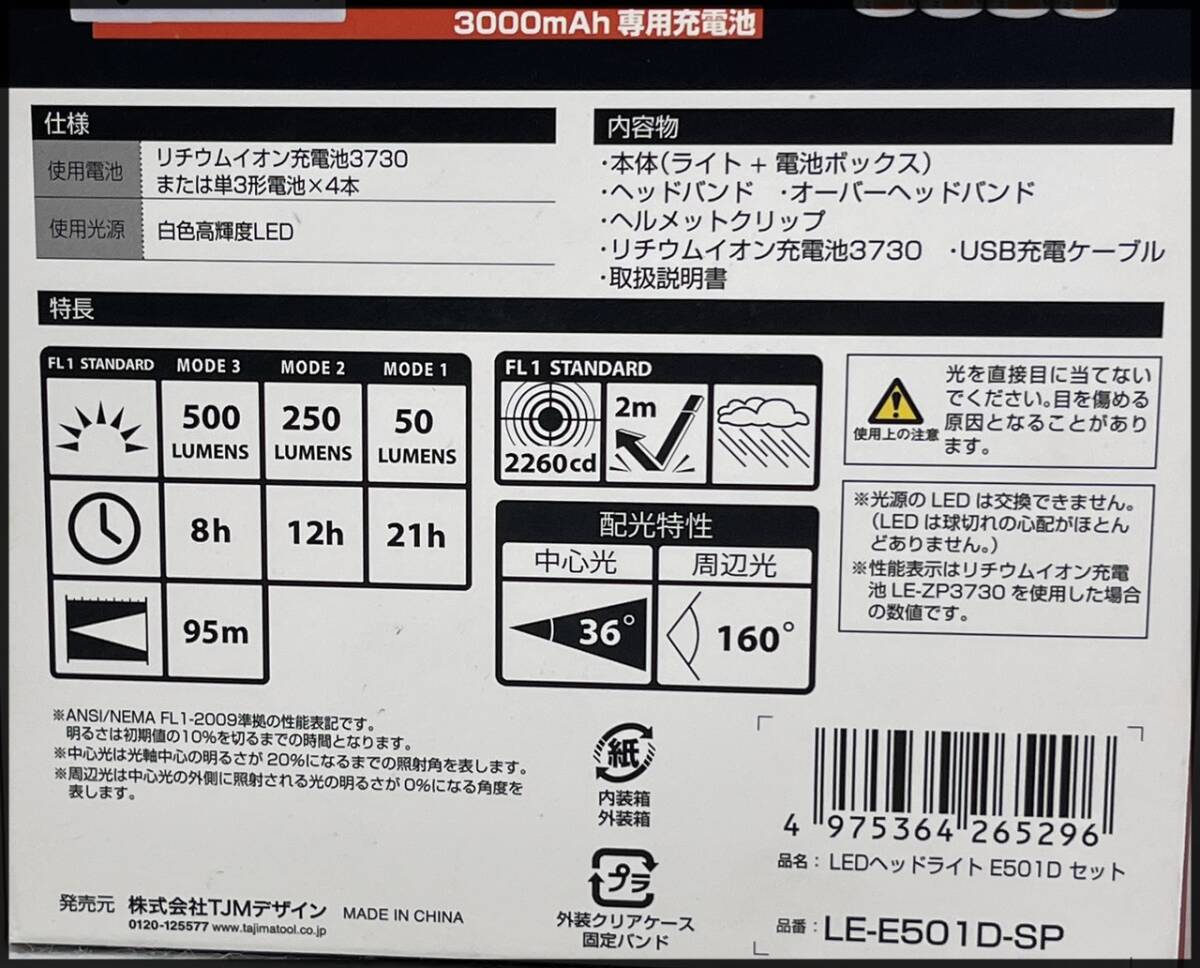 3000mAh 専用充電池
仕様
使用電池
リチウムイオン充電池3730
または単3形電池×4本
使用光源
白色高輝度LED
内容物
・本体(ライト + 電池ボックス)
・ヘッドバンド ・オーバーヘッドバンド
・ヘルメットクリップ
・リチウムイオン充電池3730 ・USB充電ケーブル
・取扱説明書
特長
FL1 STANDARD MODE 3 MODE 2 MODE 1
500 250 50
LUMENS LUMENS LUMENS
8h 12h 21h
95m
FL1 STANDARD
2260cd
2m
配光特性
中心光 周辺光
36° 160°
使用上の注意
光を直接目に当てない
でください。目を傷める
原因となることがあり
ます。
※光源の LED は交換できません。
(LED は球切れの心配がほとん
どありません。)
※性能表示はリチウムイオン充電
池 LE-ZP3730 を使用した場合
の数値です。
※ANSI/NEMA FL1-2009準拠の性能表記です。
明るさは初期値の10%を切るまでの時間となります。
※中心光は光軸中心の明るさが 20%になるまでの照射角を表します。
※周辺光は中心光の外側に照射される光の明るさが 0%になる角度を
表します。
紙
内装箱
外装箱
プラ
外装クリアケース
固定バンド
4 975364 265296
品名: LEDヘッドライト E501D セット
品番: LE-E501D-SP
発売元 株式会社TJMデザイン MADE IN CHINA
0120-125577 www.tajimatool.co.jp